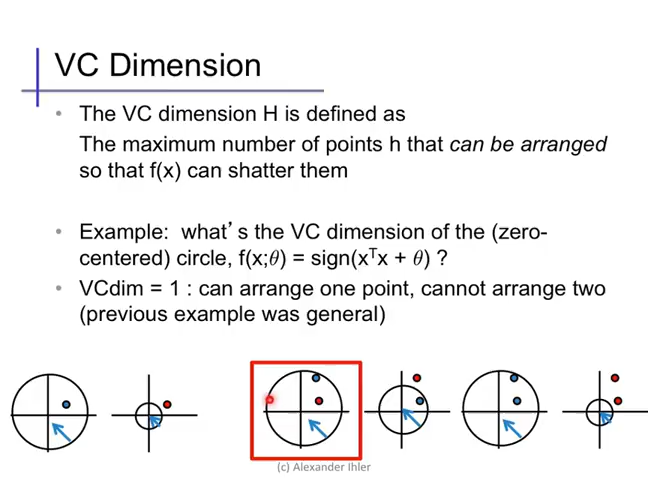 VC Dimension
• The VC dimension H is defined as
The maximum number of points h that can be arranged
so that f(x) can shatter them
• Example: what's the VC dimension of the (zero-
centered) circle, f(x;θ) = sign(xᵀx + θ) ?
• VCdim = 1 : can arrange one point, cannot arrange two
(previous example was general)
(c) Alexander Ihler